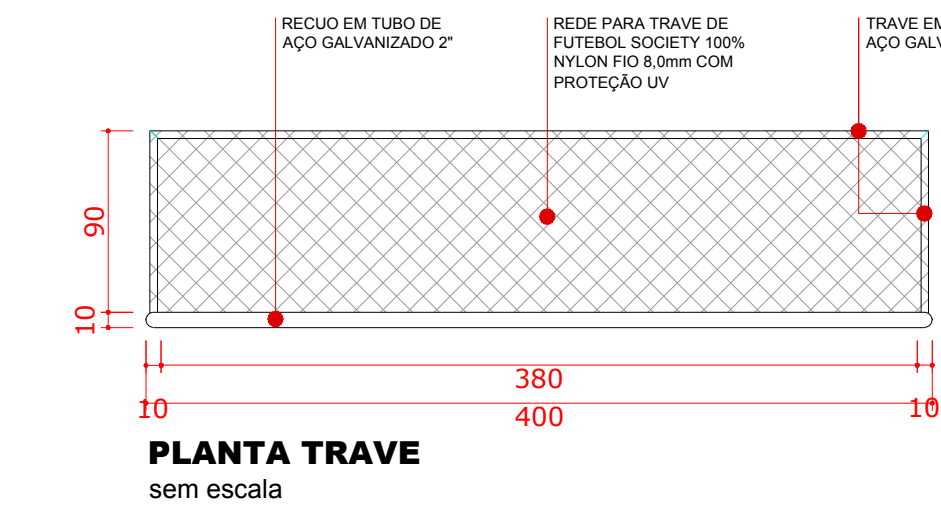 RECUO EM TUBO DE
AÇO GALVANIZADO 2"
REDE PARA TRAVE DE
FUTEBOL SOCIETY 100%
NYLON FIO 8,0mm COM
PROTEÇÃO UV
TRAVE EM
AÇO GALV
90
10
380
10
400
10
PLANTA TRAVE
sem escala